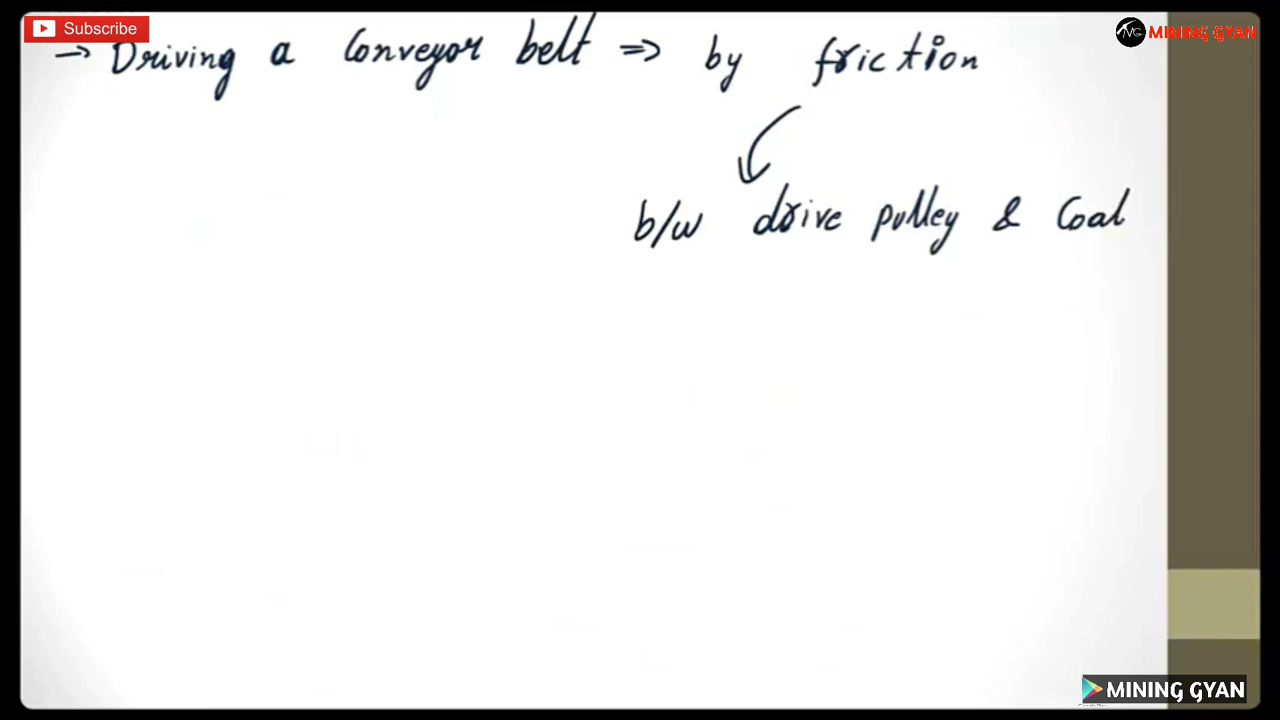 Subscribe
MINING GYAN
→ Driving a Conveyor belt ⇒ by friction
b/w drive pulley & Coal
MINING GYAN